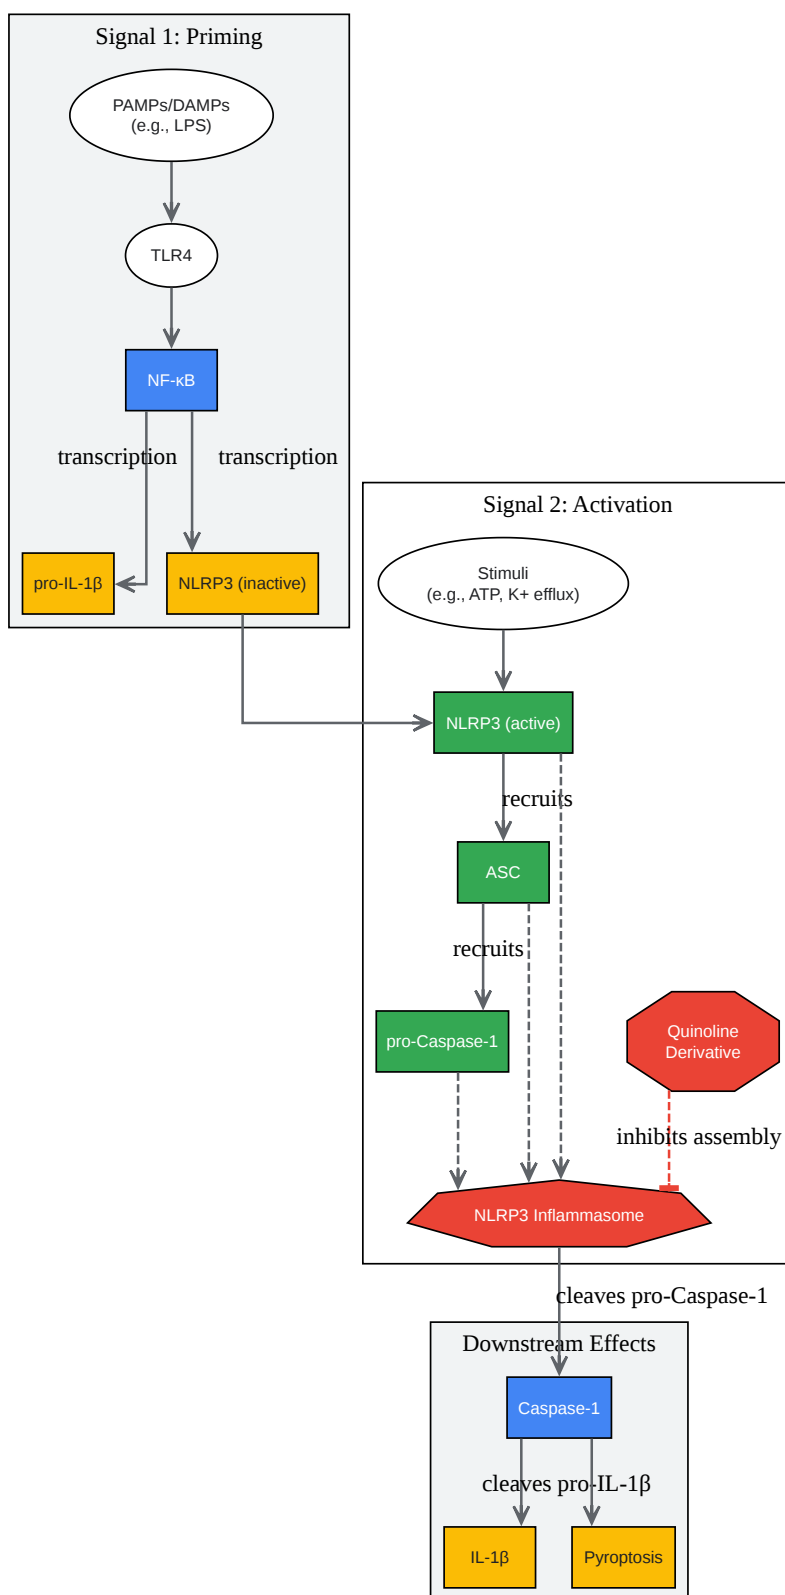 Signal 1: Priming
PAMPs/DAMPs
(e.g., LPS)
TLR4
NF-κB
transcription
transcription
pro-IL-1β
NLRP3 (inactive)
Signal 2: Activation
Stimuli
(e.g., ATP, K+ efflux)
NLRP3 (active)
recruits
ASC
recruits
pro-Caspase-1
Quinoline
Derivative
inhibits assembly
NLRP3 Inflammasome
cleaves pro-Caspase-1
Downstream Effects
Caspase-1
cleaves pro-IL-1β
IL-1β
Pyroptosis